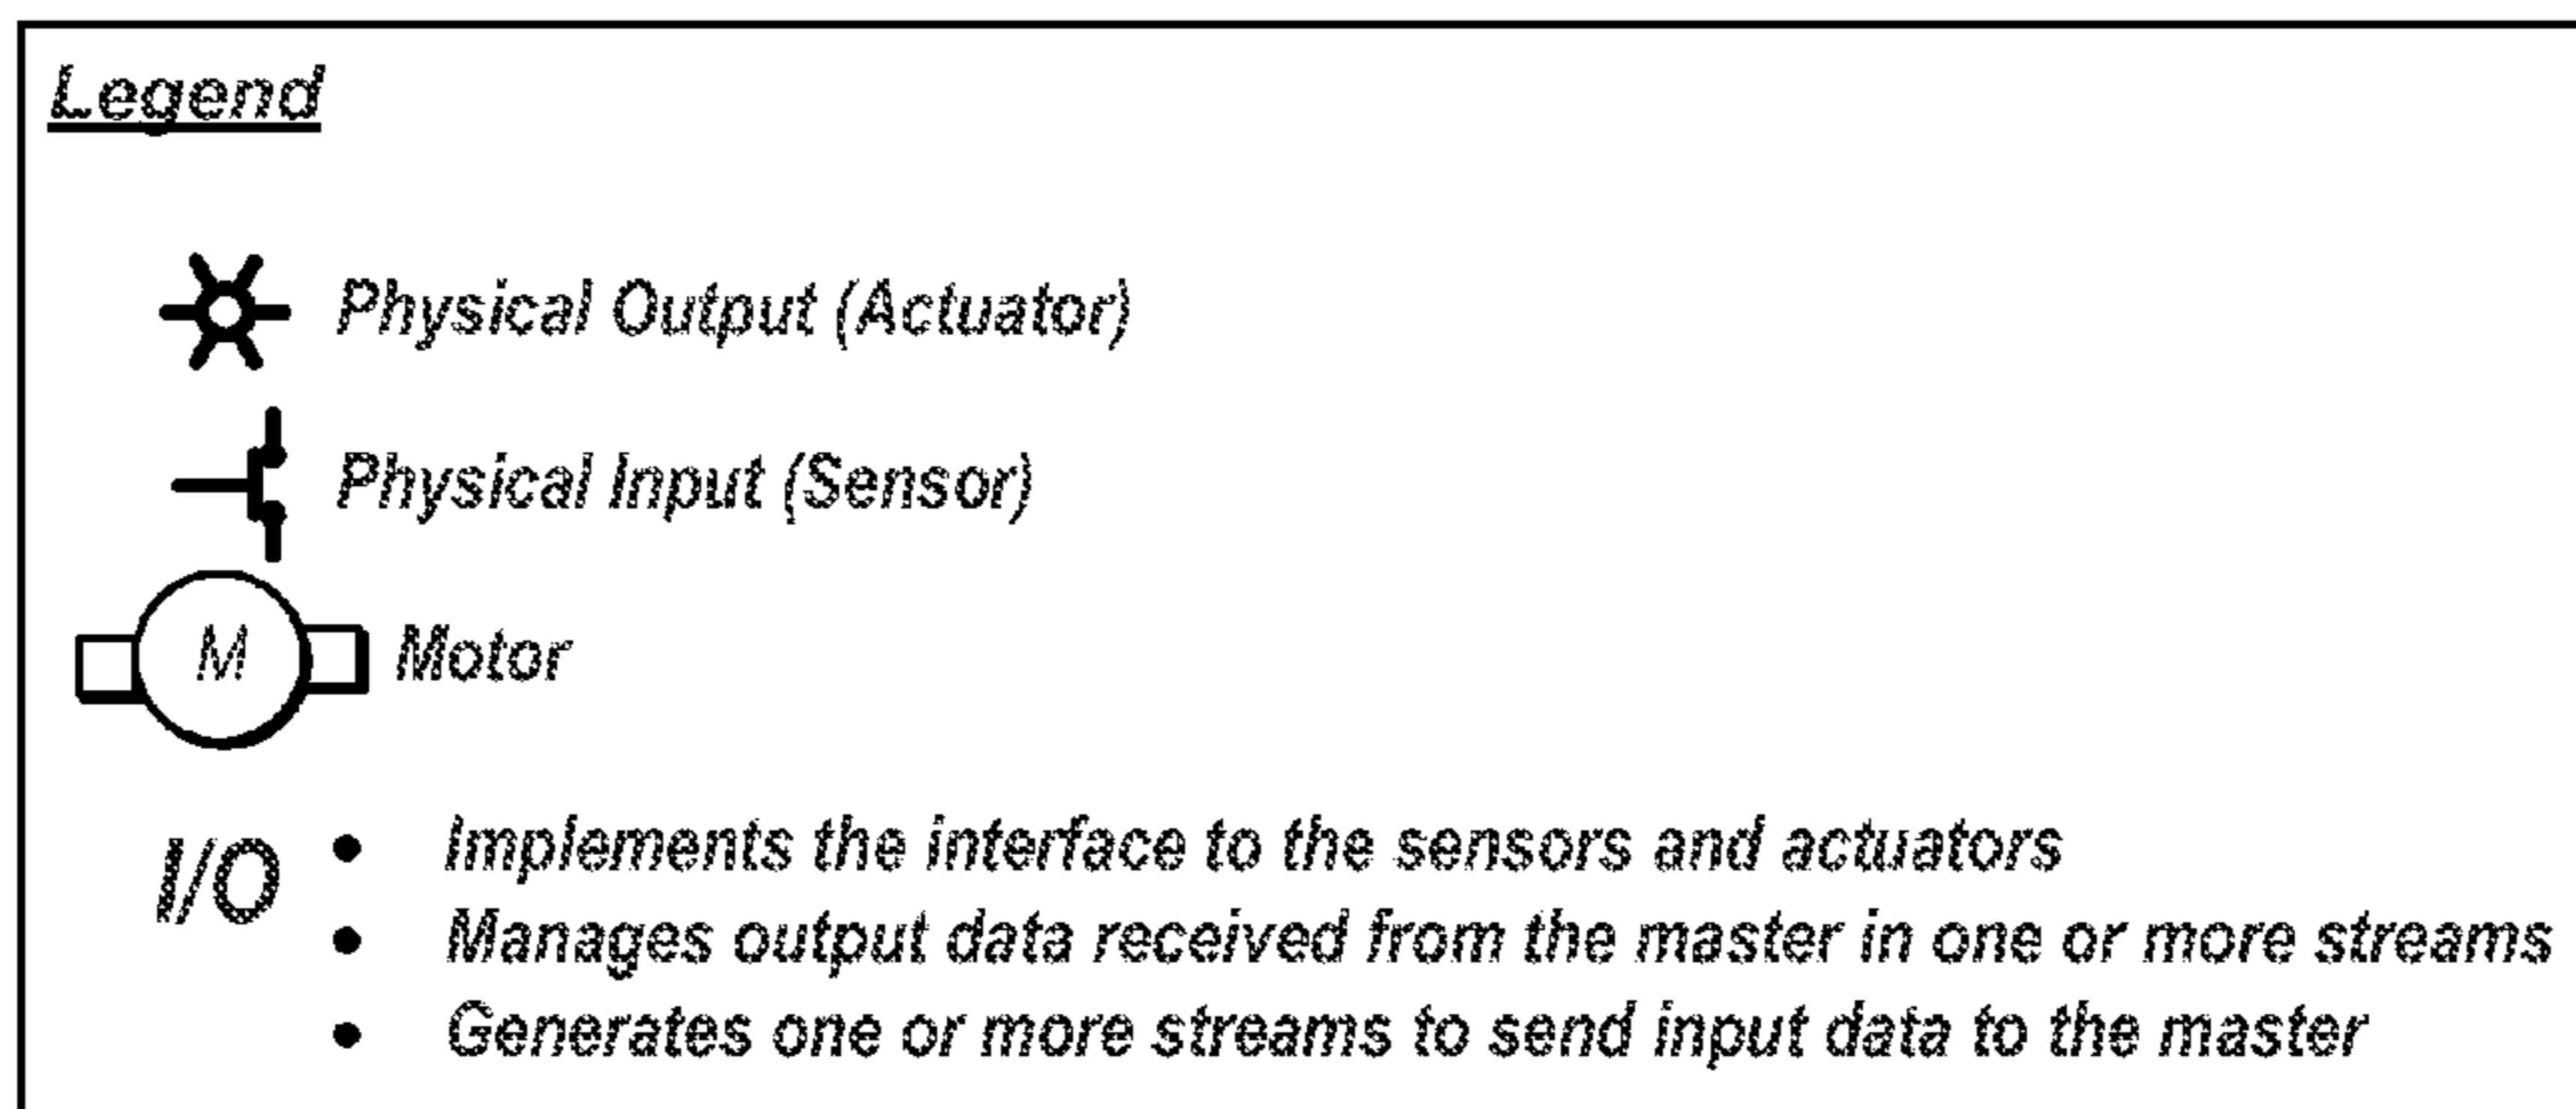 Legend
Physical Output (Actuator)
Physical Input (Sensor)
M Motor
I/O • Implements the interface to the sensors and actuators
• Manages output data received from the master in one or more streams
• Generates one or more streams to send input data to the master